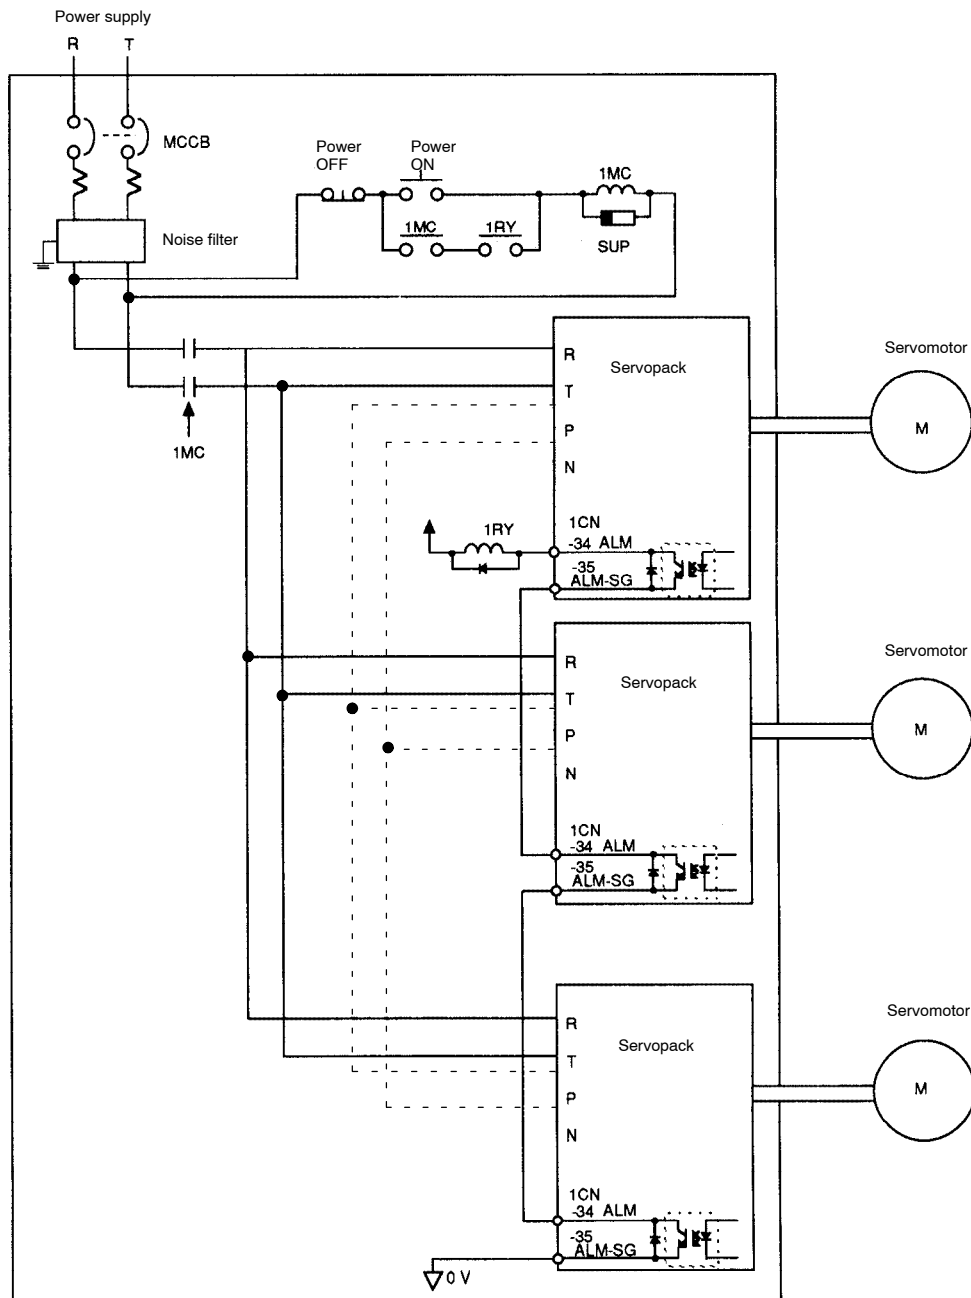 Power supply
R T
MCCB
Power
OFF
Power
ON
1MC
1MC 1RY
SUP
Noise filter
1MC
R
Servopack
T
P
N
Servomotor
M
1RY
1CN
-34 ALM
-35
ALM-SG
R
Servopack
T
P
N
Servomotor
M
1CN
-34 ALM
-35
ALM-SG
R
Servopack
T
P
N
Servomotor
M
1CN
-34 ALM
-35
ALM-SG
0 V